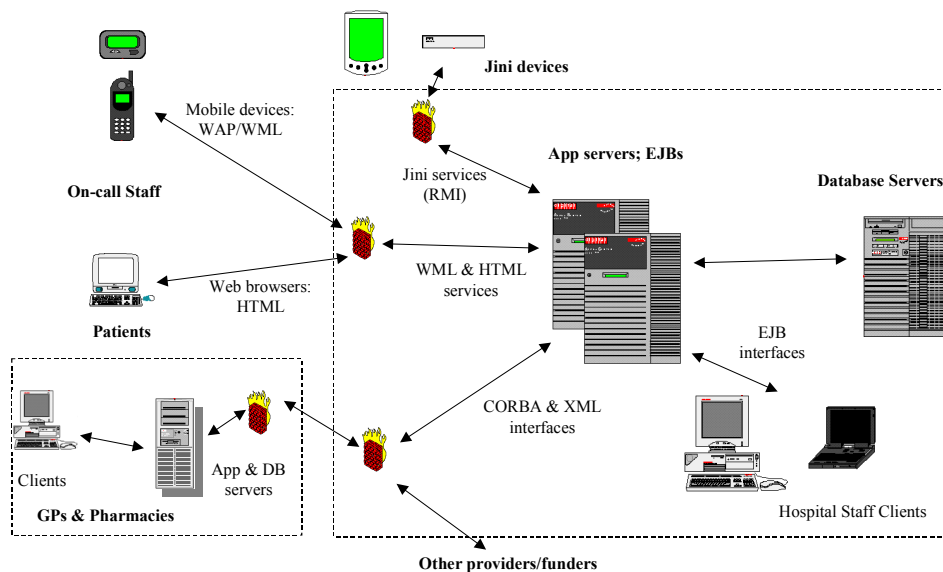 Jini devices
Mobile devices:
WAP/WML
On-call Staff
App servers; EJBs
Jini services
(RMI)
Database Servers
WML & HTML
services
Web browsers:
HTML
Patients
EJB
interfaces
CORBA & XML
interfaces
App & DB
servers
Clients
GPs & Pharmacies
Hospital Staff Clients
Other providers/funders